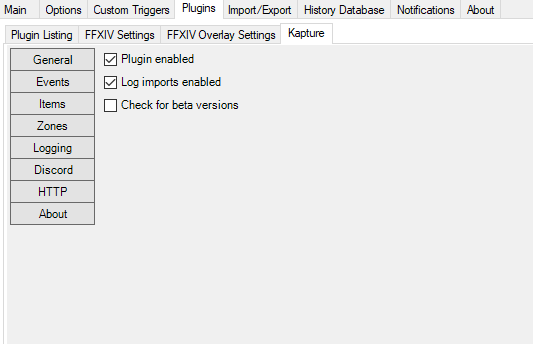 Main Options Custom Triggers Plugins Import/Export History Database Notifications About
Plugin Listing FFXIV Settings FFXIV Overlay Settings Kapture
General
Plugin enabled
Events
Log imports enabled
Items
Check for beta versions
Zones
Logging
Discord
HTTP
About